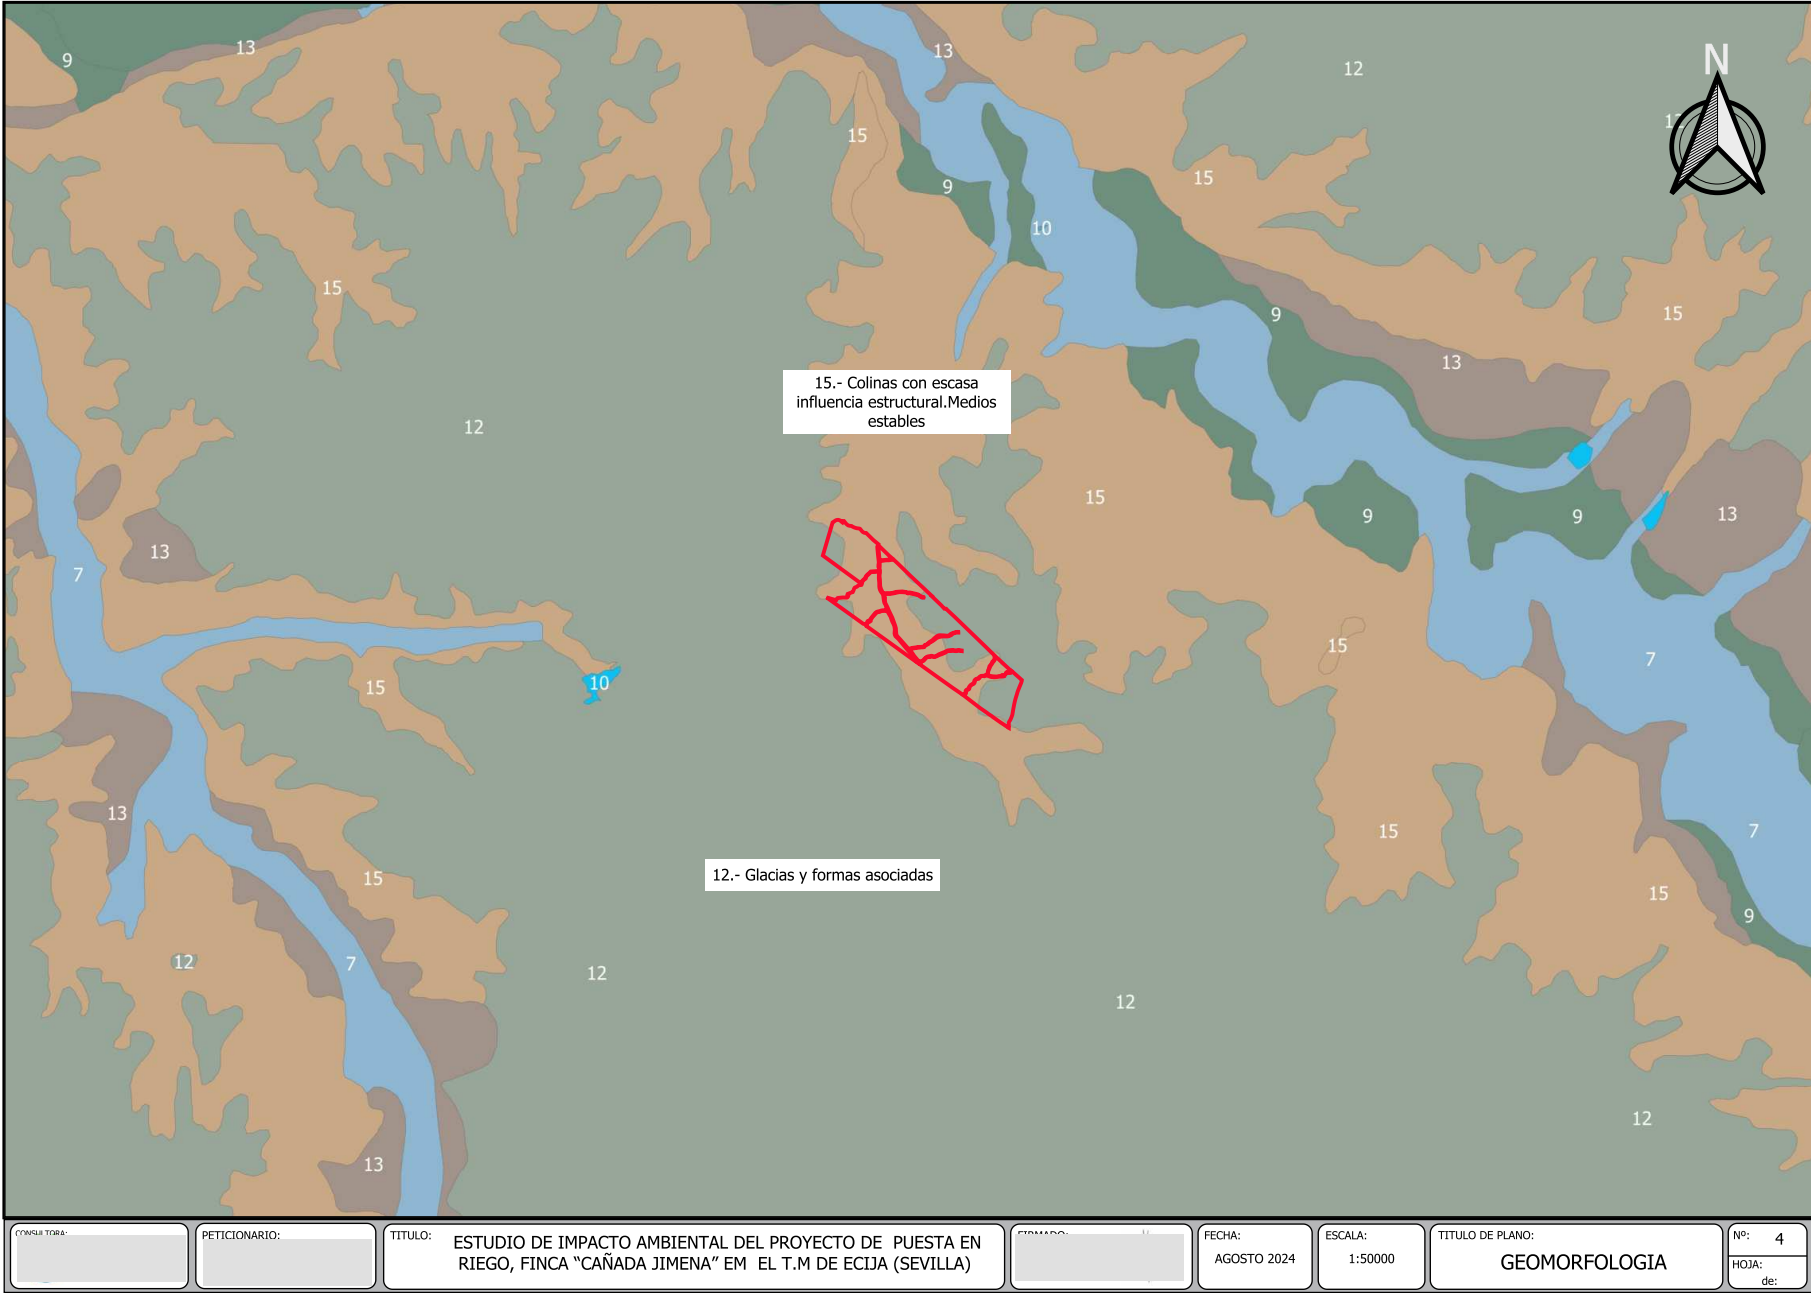 N
9
13
13
12
15
15
9
15
10
15
9
15
13
15.- Colinas con escasa
influencia estructural.Medios
estables
12
15
9
9
13
13
7
15
7
15
10
13
15
7
12.- Glacias y formas asociadas
15
15
9
12
7
12
12
12
13
CONSULTORA:
PETICIONARIO:
TITULO:
ESTUDIO DE IMPACTO AMBIENTAL DEL PROYECTO DE PUESTA EN
RIEGO, FINCA “CAÑADA JIMENA” EM EL T.M DE ECIJA (SEVILLA)
FIRMADO:
FECHA:
AGOSTO 2024
ESCALA:
1:50000
TITULO DE PLANO:
GEOMORFOLOGIA
Nº: 4
HOJA:
de: